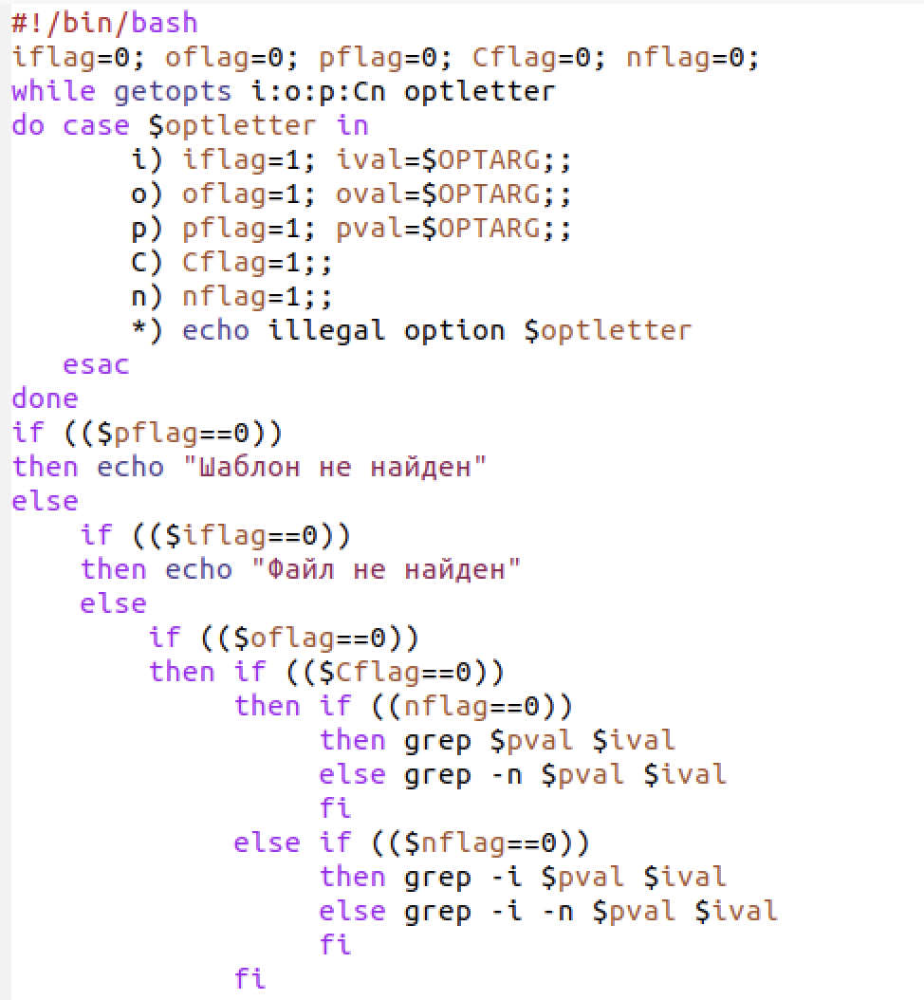 #!/bin/bash
iflag=0; oflag=0; pflag=0; Cflag=0; nflag=0;
while getopts i:o:p:Cn optletter
do case $optletter in
        i) iflag=1; ival=$OPTARG;;
        o) oflag=1; oval=$OPTARG;;
        p) pflag=1; pval=$OPTARG;;
        C) Cflag=1;;
        n) nflag=1;;
        *) echo illegal option $optletter
    esac
done
if (($pflag==0))
then echo "Шаблон не найден"
else
    if (($iflag==0))
    then echo "Файл не найден"
    else
        if (($oflag==0))
        then if (($Cflag==0))
             then if ((nflag==0))
                  then grep $pval $ival
                  else grep -n $pval $ival
                  fi
             else if (($nflag==0))
                  then grep -i $pval $ival
                  else grep -i -n $pval $ival
                  fi
             fi